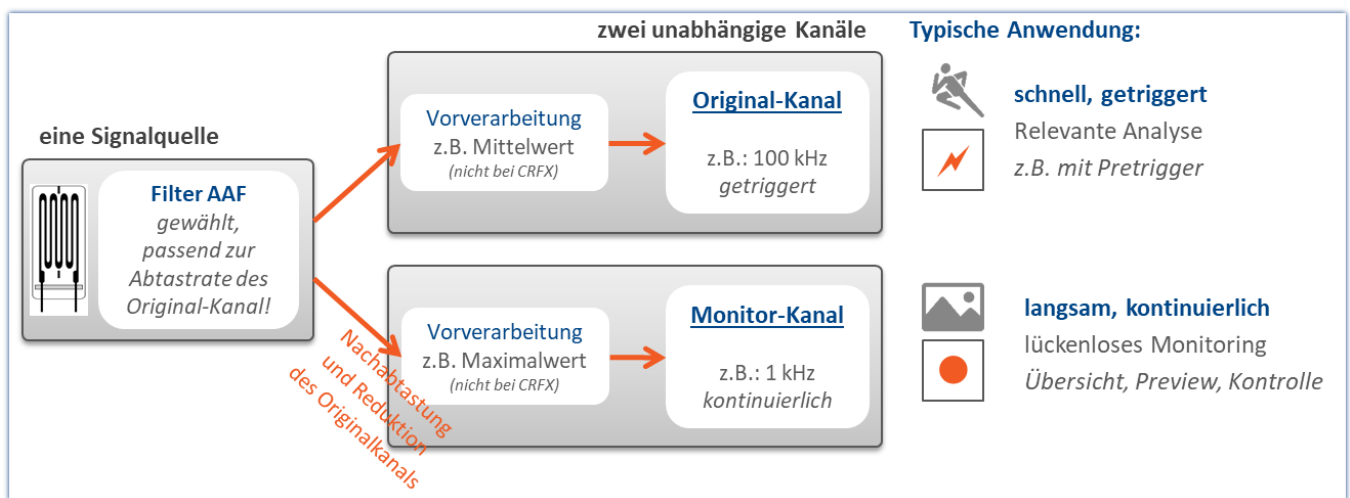 eine Signalquelle
Filter AAF
gewählt,
passend zur
Abtastrate des
Original-Kanal!
Nachabtastung
und Reduktion
des Originalkanals
zwei unabhängige Kanäle
Vorverarbeitung
z.B. Mittelwert
(nicht bei CRFX)
Original-Kanal
z.B.: 100 kHz
getriggert
Vorverarbeitung
z.B. Maximalwert
(nicht bei CRFX)
Monitor-Kanal
z.B.: 1 kHz
kontinuierlich
Typische Anwendung:
schnell, getriggert
Relevante Analyse
z.B. mit Pretrigger
langsam, kontinuierlich
lückenloses Monitoring
Übersicht, Preview, Kontrolle